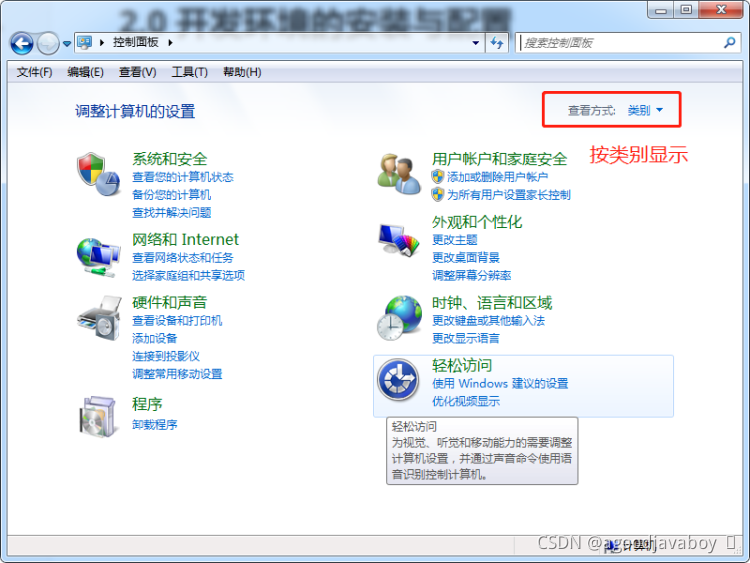 2.0 开发环境的安装与配置
控制面板
搜索控制面板
文件(F) 编辑(E) 查看(V) 工具(T) 帮助(H)
调整计算机的设置
查看方式: 类别
按类别显示
系统和安全
查看您的计算机状态
备份您的计算机
查找并解决问题
网络和 Internet
查看网络状态和任务
选择家庭组和共享选项
硬件和声音
查看设备和打印机
添加设备
连接到投影仪
调整常用移动设置
程序
卸载程序
用户帐户和家庭安全
添加或删除用户帐户
为所有用户设置家长控制
外观和个性化
更改主题
更改桌面背景
调整屏幕分辨率
时钟、语言和区域
更改键盘或其他输入法
更改显示语言
轻松访问
使用 Windows 建议的设置
优化视频显示
轻松访问
为视觉、听觉和移动能力的需要调整
计算机设置，并通过声音命令使用语
音识别控制计算机。
计算机
CSDN